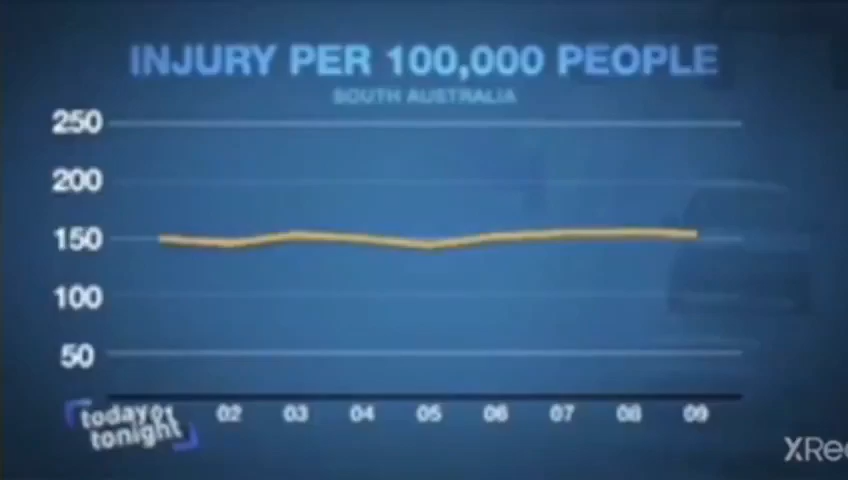 INJURY PER 100,000 PEOPLE
SOUTH AUSTRALIA
250
200
150
100
50
02 03 04 05 06 07 08 09
today
tonight
XRe